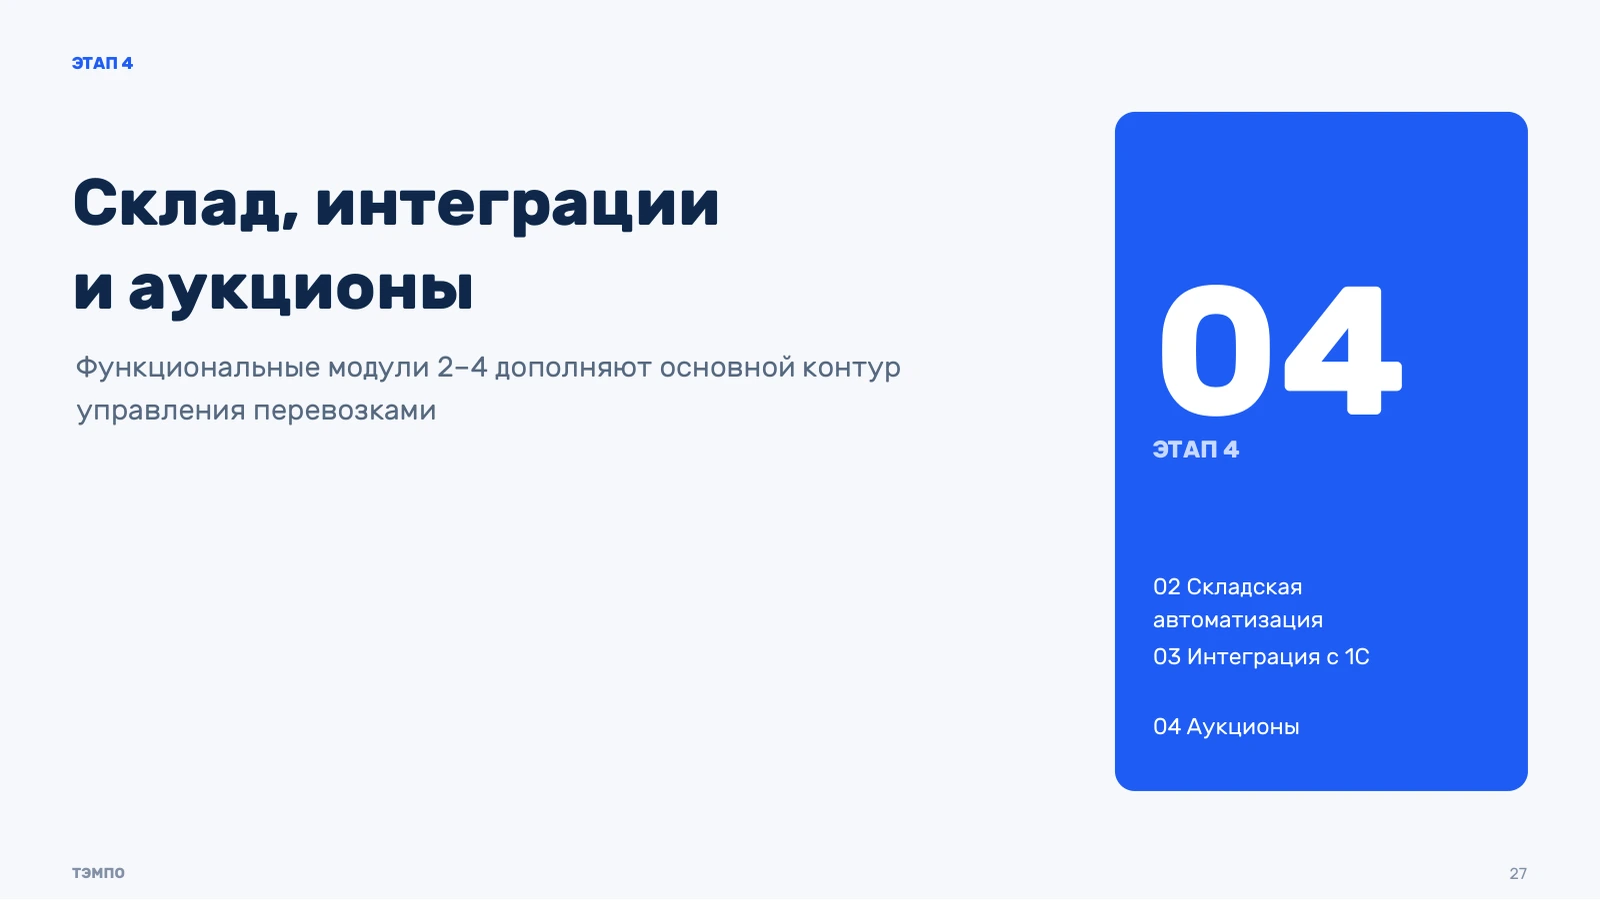 ЭТАП 4
Склад, интеграции
и аукционы
Функциональные модули 2–4 дополняют основной контур
управления перевозками
04
ЭТАП 4
02 Складская
автоматизация
03 Интеграция с 1С
04 Аукционы
ТЭМПО
27